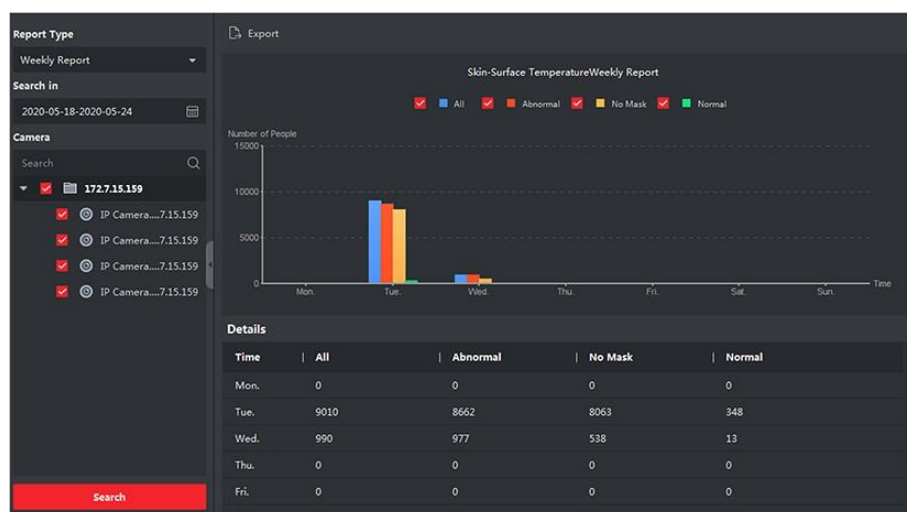 Report Type
Weekly Report
Search in
2020-05-18-2020-05-24
Camera
Search
172.7.15.159
IP Camera....7.15.159
IP Camera....7.15.159
IP Camera....7.15.159
IP Camera....7.15.159
Search
Export
Skin-Surface TemperatureWeekly Report
All Abnormal No Mask Normal
Number of People
15000
10000
5000
0
Mon. Tue. Wed. Thu. Fri. Sat. Sun. Time
Details
Time | All | Abnormal | No Mask | Normal
Mon. 0 0 0 0
Tue. 9010 8662 8063 348
Wed. 990 977 538 13
Thu. 0 0 0 0
Fri. 0 0 0 0